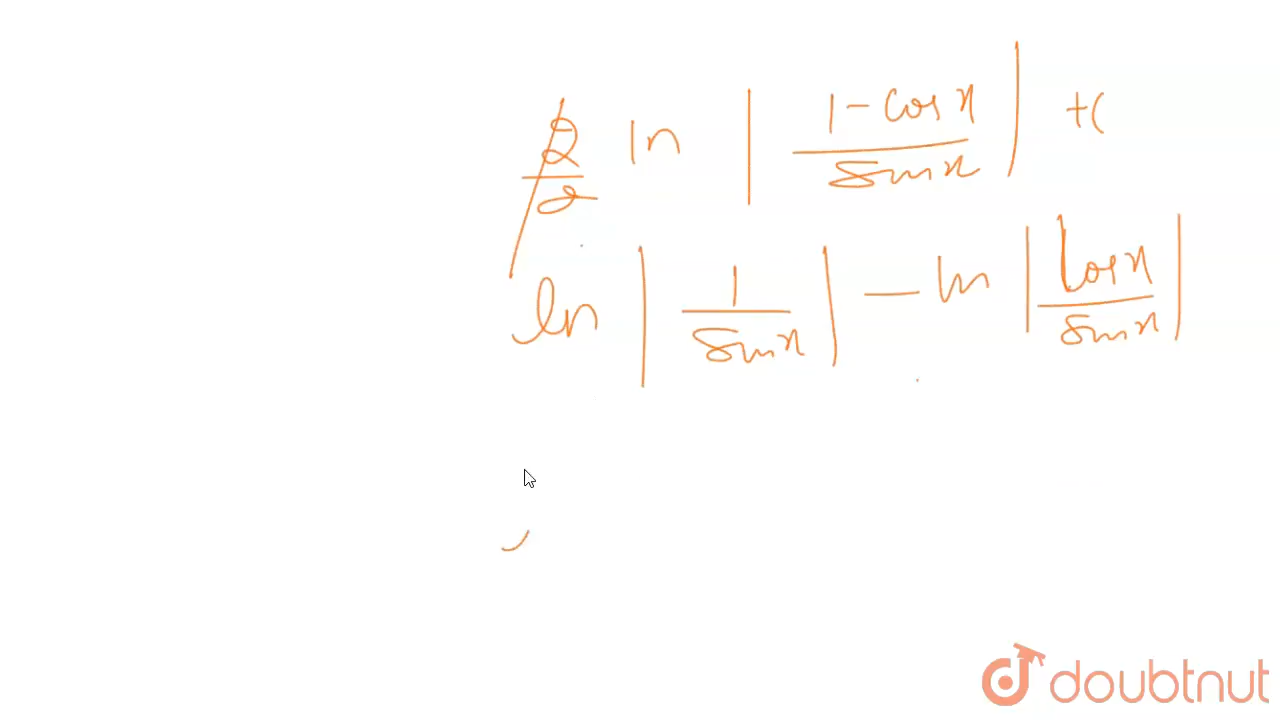 2/2 ln | (1 - cos x)/(sin x) | + C
ln | 1/(sin x) | - ln | (cos x)/(sin x) |
doubtnut